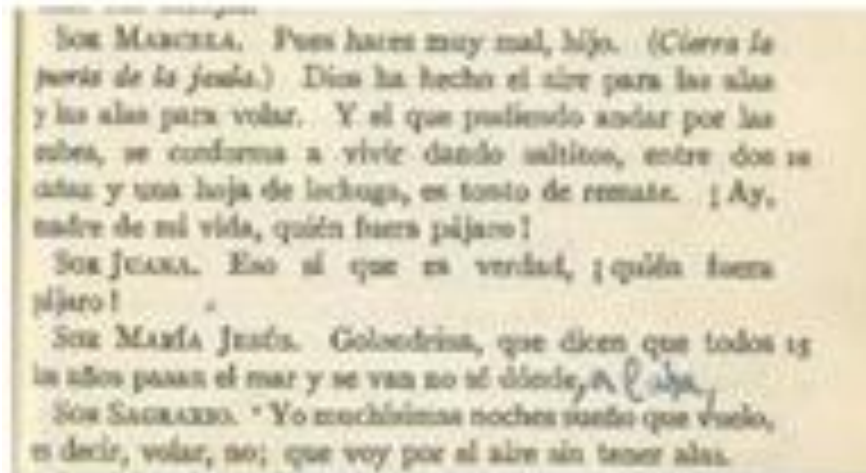 Sor Marcela. Pues haces muy mal, hijo. (Cierra la
puerta de la jaula.) Dios ha hecho el aire para las alas
y las alas para volar. Y el que pudiendo andar por las
nubes, se conforma a vivir dando saltitos, entre dos 10
cañas y una hoja de lechuga, es tonto de remate. ¡Ay,
madre de mi vida, quién fuera pájaro!
Sor Juana. Eso sí que es verdad, ¡quién fuera
pájaro!
Sor María Jesús. Golondrina, que dicen que todos 15
los años pasan el mar y se van no sé dónde,
Sor Sagrario. Yo muchísimas noches sueño que vuelo,
es decir, volar, no; que voy por el aire sin tener alas.